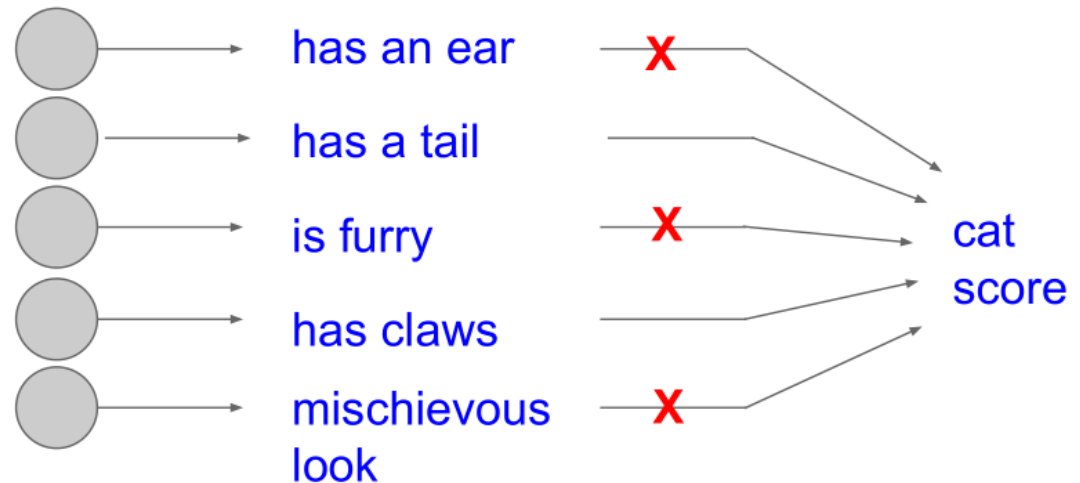 has an ear
X
has a tail
is furry
X
has claws
mischievous
look
X
cat
score